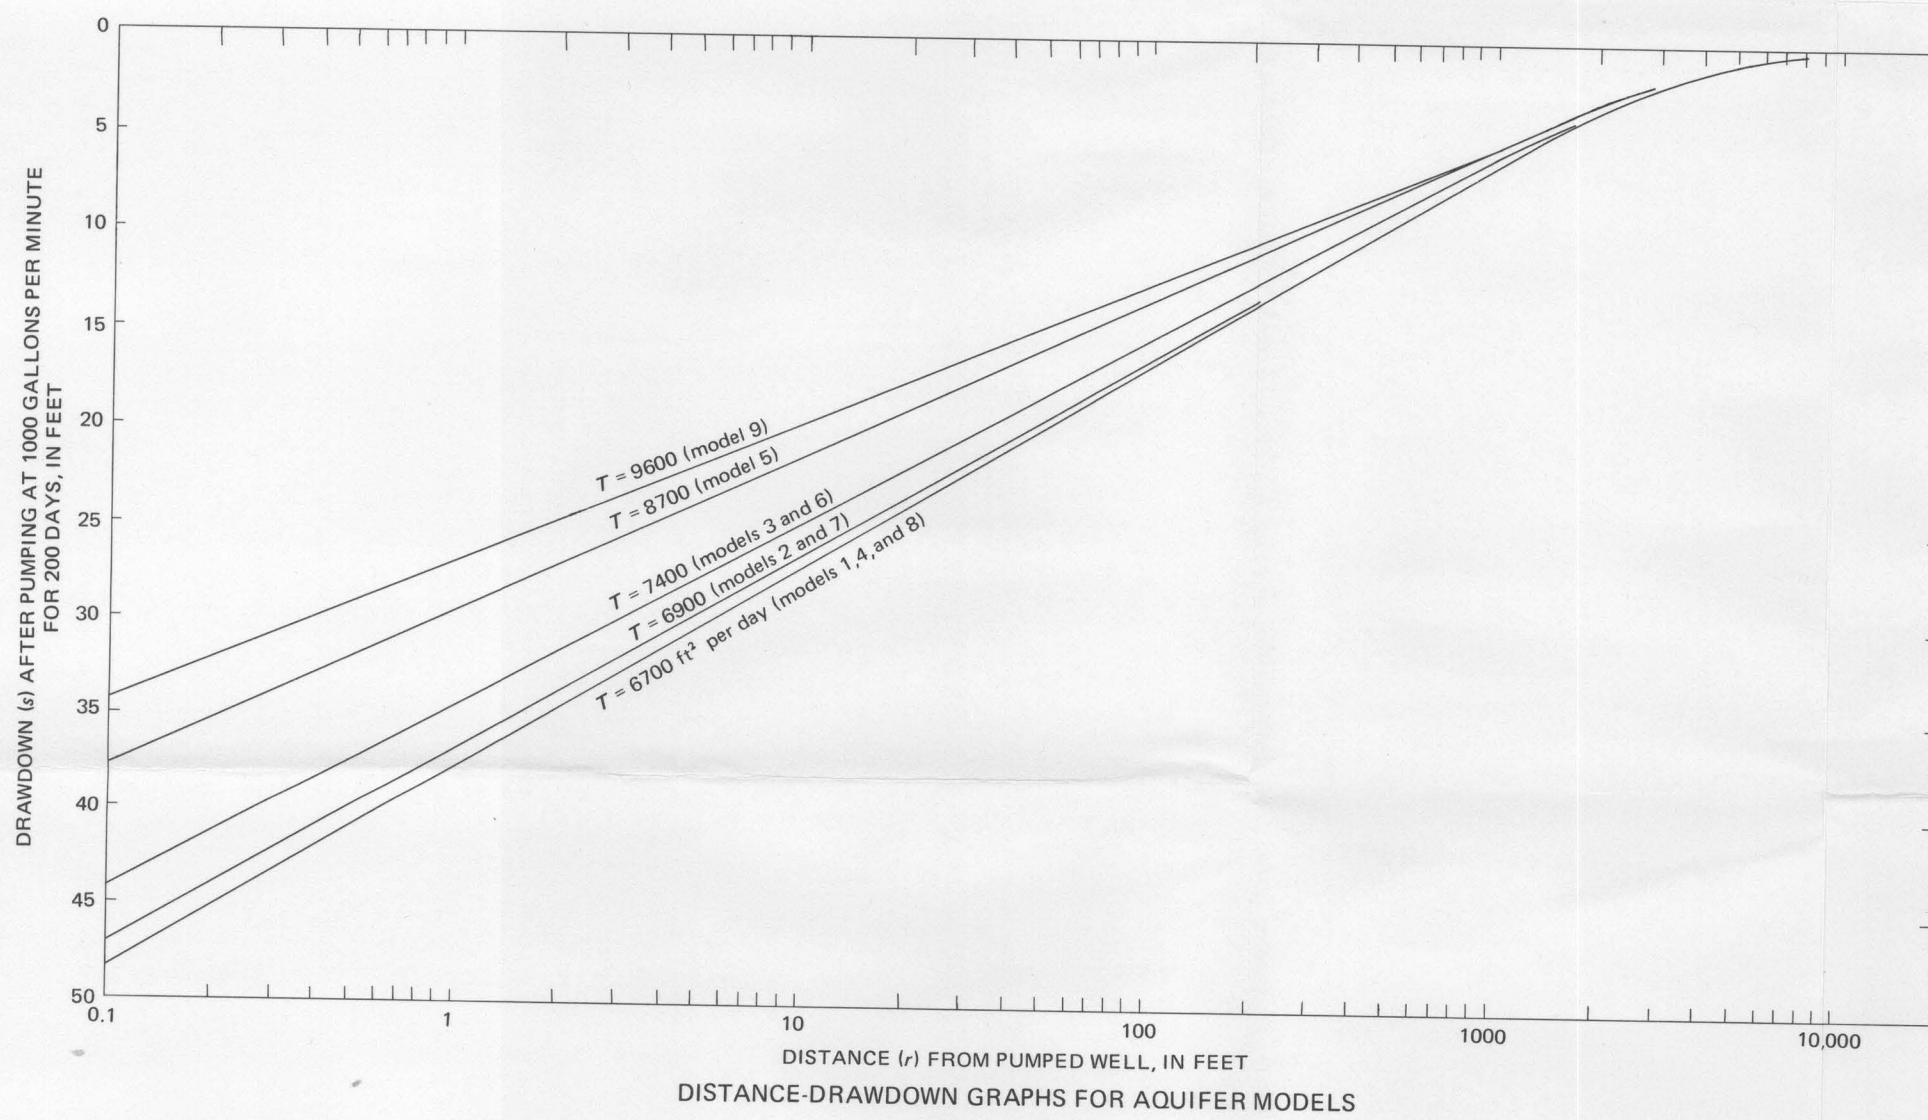 DRAWDOWN (s) AFTER PUMPING AT 1000 GALLONS PER MINUTE
FOR 200 DAYS, IN FEET
0
5
10
15
20
25
30
35
40
45
50
T = 9600 (model 9)
T = 8700 (model 5)
T = 7400 (models 3 and 6)
T = 6900 (models 2 and 7)
T = 6700 ft² per day (models 1,4,and 8)
0.1 1 10 100 1000 10,000
DISTANCE (r) FROM PUMPED WELL, IN FEET
DISTANCE-DRAWDOWN GRAPHS FOR AQUIFER MODELS